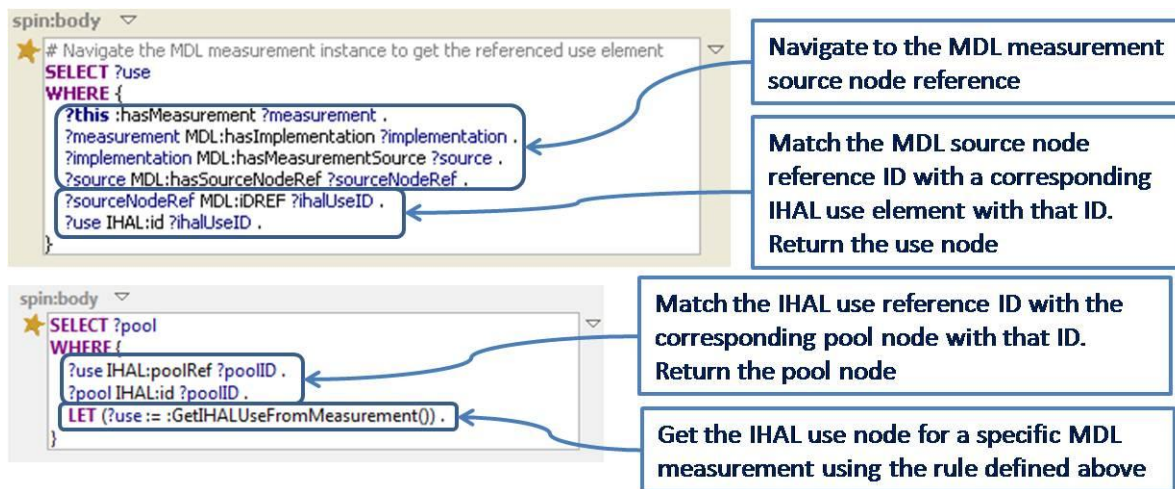 spin:body
# Navigate the MDL measurement instance to get the referenced use element
SELECT ?use
WHERE {
?this :hasMeasurement ?measurement .
?measurement MDL:hasImplementation ?implementation .
?implementation MDL:hasMeasurementSource ?source .
?source MDL:hasSourceNodeRef ?sourceNodeRef .
?sourceNodeRef MDL:iDREF ?ihalUseID .
?use IHAL:id ?ihalUseID .
}
Navigate to the MDL measurement
source node reference
Match the MDL source node
reference ID with a corresponding
IHAL use element with that ID.
Return the use node
spin:body
SELECT ?pool
WHERE {
?use IHAL:poolRef ?poolID .
?pool IHAL:id ?poolID .
LET (?use := :GetIHALUseFromMeasurement()) .
}
Match the IHAL use reference ID with the
corresponding pool node with that ID.
Return the pool node
Get the IHAL use node for a specific MDL
measurement using the rule defined above